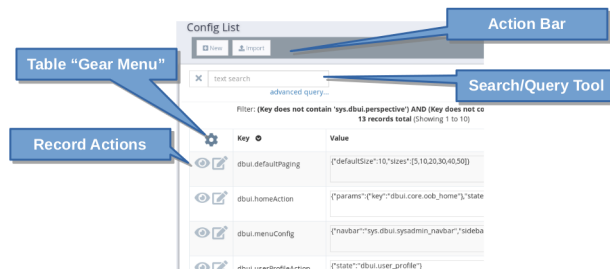 Config List
Action Bar
New
Import
Table “Gear Menu”
text search
Search/Query Tool
advanced query...
Filter: (Key does not contain 'sys.dbui.perspective') AND (Key does not co
13 records total (Showing 1 to 10)
Key
Value
Record Actions
dbui.defaultPaging
{"defaultSize":10,"sizes":[5,10,20,30,40,50]}
dbui.homeAction
{"params":{"key":"dbui.core.oob_home"},"state
dbui.menuConfig
{"navbar":"sys.dbui.sysadmin_navbar","sideba
dbui.userProfileAction
{"state":"dbui.user_profile"}